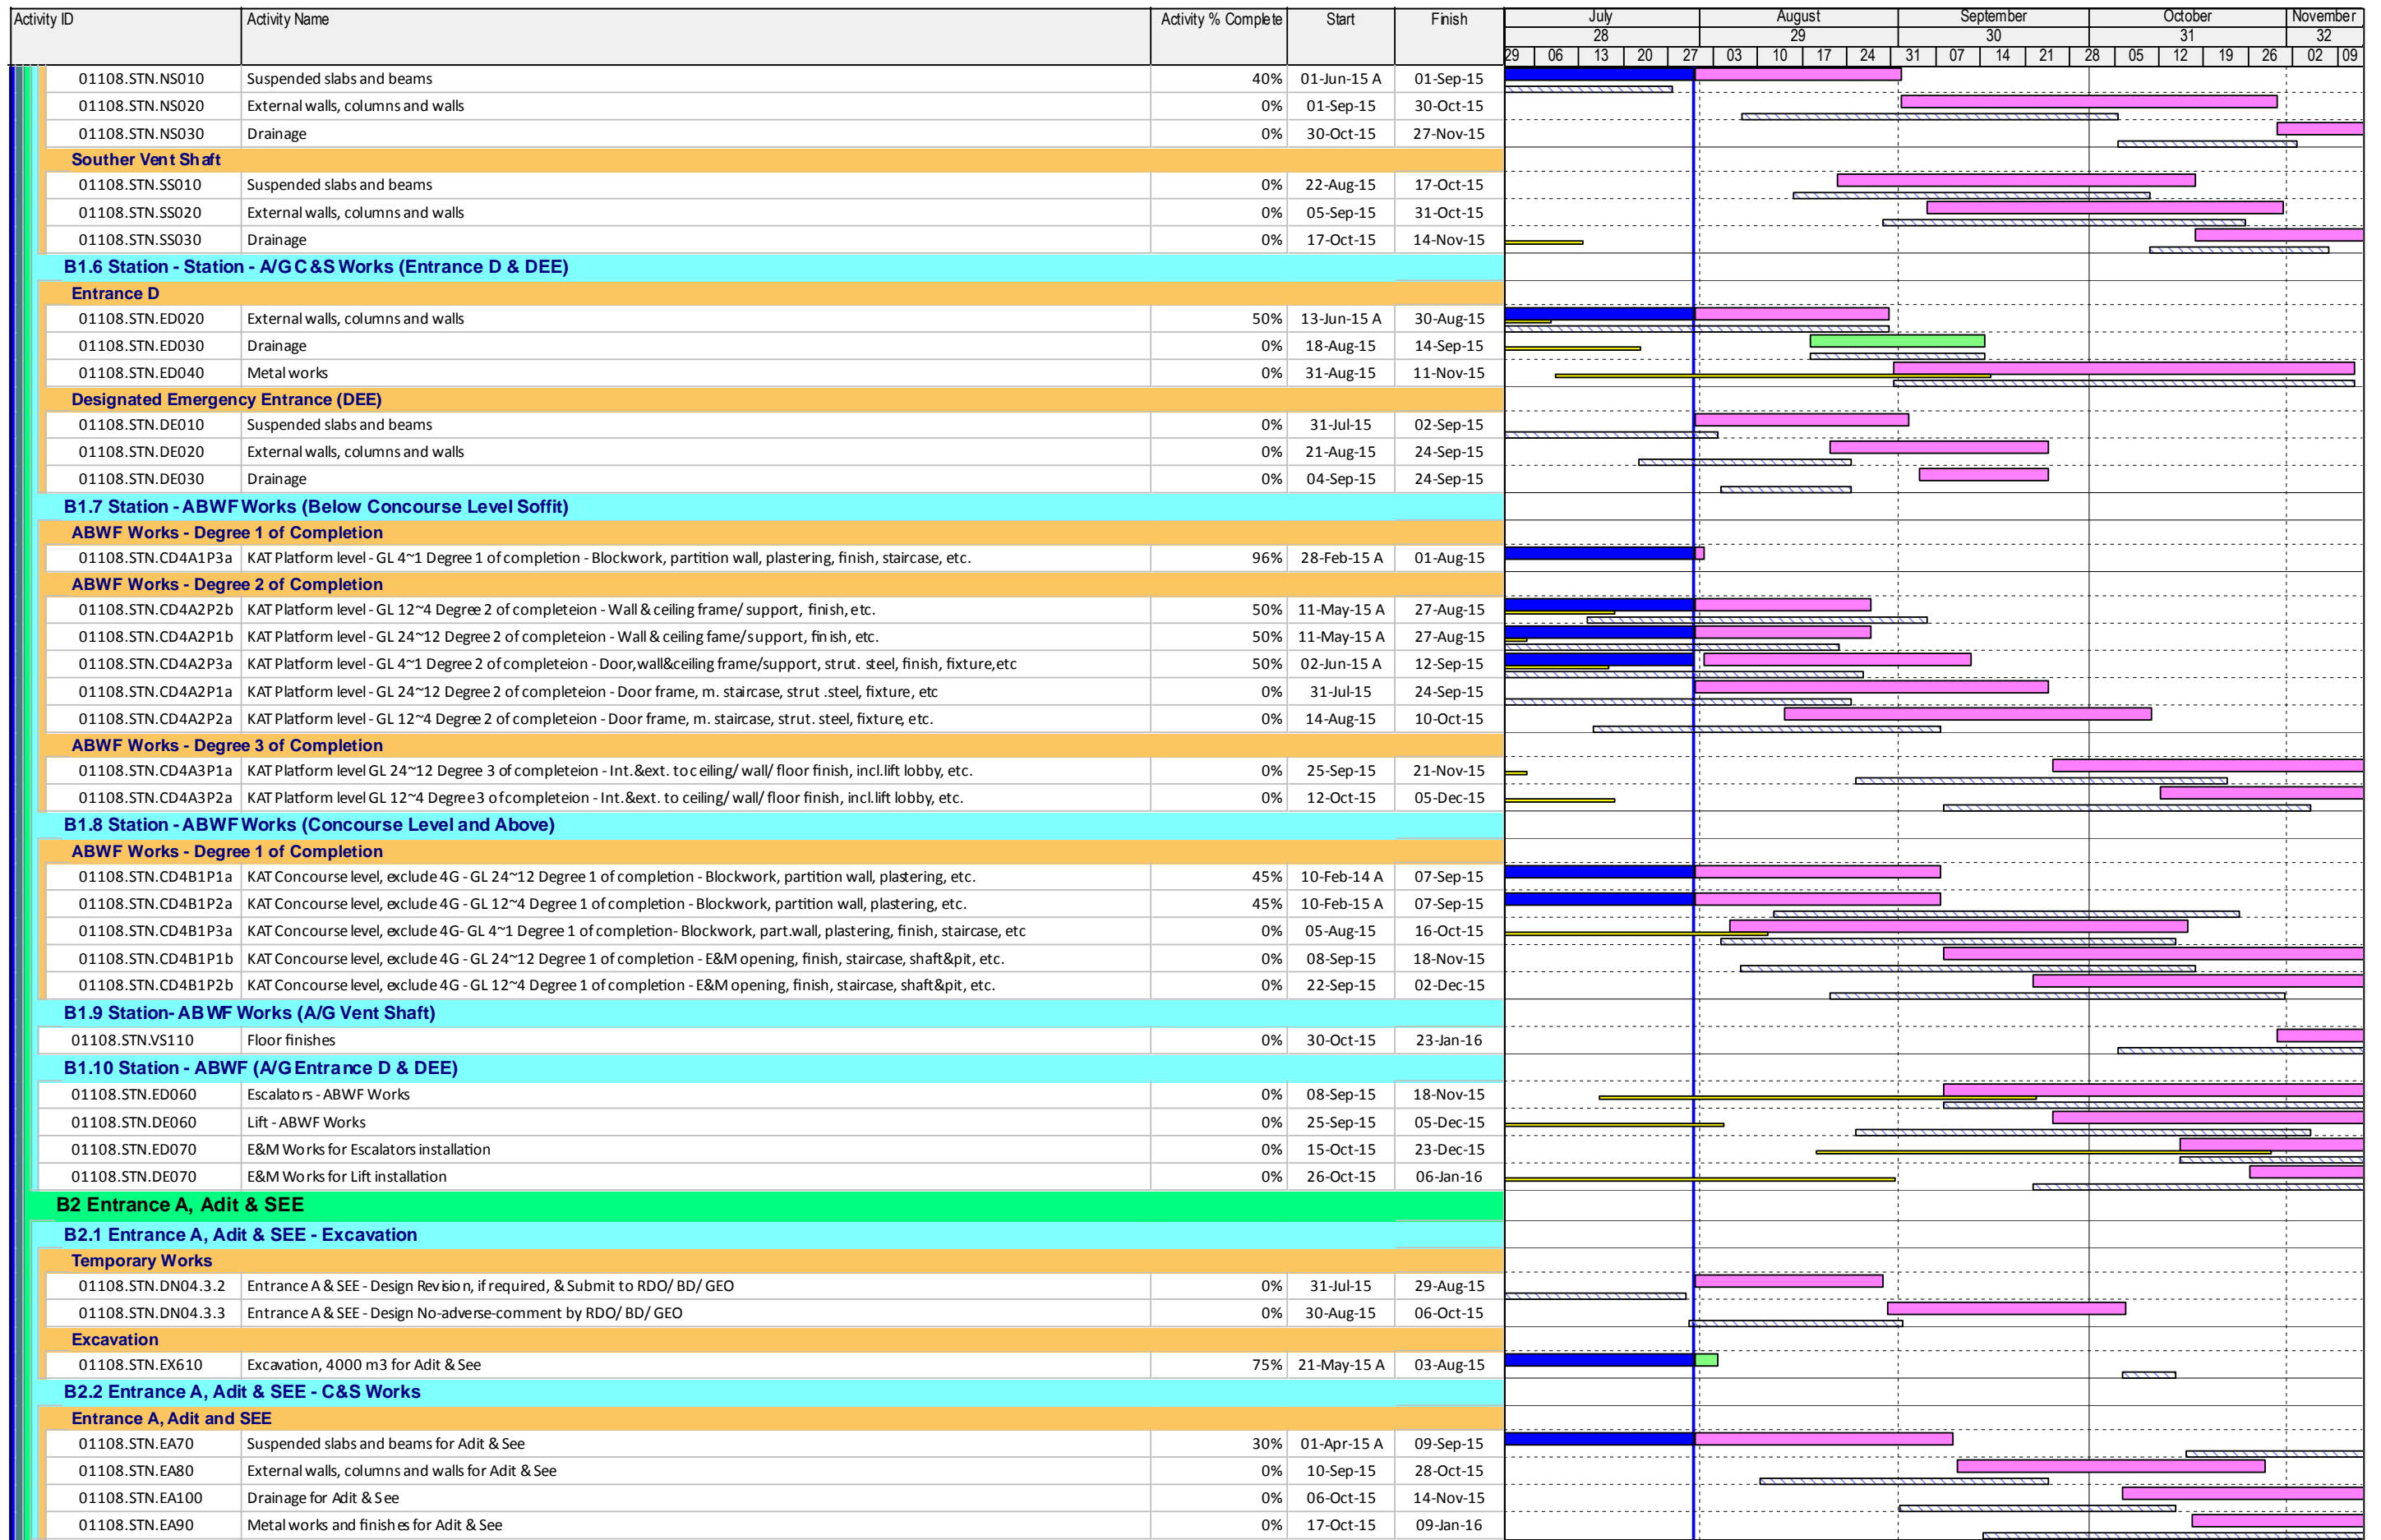 Activity ID Activity Name Activity % Complete Start Finish July August September October November
28 29 30 31 32
29 06 13 20 27 03 10 17 24 31 07 14 21 28 05 12 19 26 02 09
01108.STN.NS010 Suspended slabs and beams 40% 01-Jun-15 A 01-Sep-15
01108.STN.NS020 External walls, columns and walls 0% 01-Sep-15 30-Oct-15
01108.STN.NS030 Drainage 0% 30-Oct-15 27-Nov-15
Souther Vent Shaft
01108.STN.SS010 Suspended slabs and beams 0% 22-Aug-15 17-Oct-15
01108.STN.SS020 External walls, columns and walls 0% 05-Sep-15 31-Oct-15
01108.STN.SS030 Drainage 0% 17-Oct-15 14-Nov-15
B1.6 Station - Station - A/G C&S Works (Entrance D & DEE)
Entrance D
01108.STN.ED020 External walls, columns and walls 50% 13-Jun-15 A 30-Aug-15
01108.STN.ED030 Drainage 0% 18-Aug-15 14-Sep-15
01108.STN.ED040 Metal works 0% 31-Aug-15 11-Nov-15
Designated Emergency Entrance (DEE)
01108.STN.DE010 Suspended slabs and beams 0% 31-Jul-15 02-Sep-15
01108.STN.DE020 External walls, columns and walls 0% 21-Aug-15 24-Sep-15
01108.STN.DE030 Drainage 0% 04-Sep-15 24-Sep-15
B1.7 Station - ABWF Works (Below Concourse Level Soffit)
ABWF Works - Degree 1 of Completion
01108.STN.CD4A1P3a KAT Platform level - GL 4~1 Degree 1 of completion - Blockwork, partition wall, plastering, finish, staircase, etc. 96% 28-Feb-15 A 01-Aug-15
ABWF Works - Degree 2 of Completion
01108.STN.CD4A2P2b KAT Platform level - GL 12~4 Degree 2 of completeion - Wall & ceiling frame/ support, finish, etc. 50% 11-May-15 A 27-Aug-15
01108.STN.CD4A2P1b KAT Platform level - GL 24~12 Degree 2 of completeion - Wall & ceiling fame/ support, finish, etc. 50% 11-May-15 A 27-Aug-15
01108.STN.CD4A2P3a KAT Platform level - GL 4~1 Degree 2 of completeion - Door,wall&ceiling frame/support, strut. steel, finish, fixture,etc 50% 02-Jun-15 A 12-Sep-15
01108.STN.CD4A2P1a KAT Platform level - GL 24~12 Degree 2 of completeion - Door frame, m. staircase, strut .steel, fixture, etc 0% 31-Jul-15 24-Sep-15
01108.STN.CD4A2P2a KAT Platform level - GL 12~4 Degree 2 of completeion - Door frame, m. staircase, strut. steel, fixture, etc. 0% 14-Aug-15 10-Oct-15
ABWF Works - Degree 3 of Completion
01108.STN.CD4A3P1a KAT Platform level GL 24~12 Degree 3 of completeion - Int.&ext. to ceiling/ wall/ floor finish, incl.lift lobby, etc. 0% 25-Sep-15 21-Nov-15
01108.STN.CD4A3P2a KAT Platform level GL 12~4 Degree 3 of completeion - Int.&ext. to ceiling/ wall/ floor finish, incl.lift lobby, etc. 0% 12-Oct-15 05-Dec-15
B1.8 Station - ABWF Works (Concourse Level and Above)
ABWF Works - Degree 1 of Completion
01108.STN.CD4B1P1a KAT Concourse level, exclude 4G - GL 24~12 Degree 1 of completion - Blockwork, partition wall, plastering, etc. 45% 10-Feb-14 A 07-Sep-15
01108.STN.CD4B1P2a KAT Concourse level, exclude 4G - GL 12~4 Degree 1 of completion - Blockwork, partition wall, plastering, etc. 45% 10-Feb-15 A 07-Sep-15
01108.STN.CD4B1P3a KAT Concourse level, exclude 4G- GL 4~1 Degree 1 of completion- Blockwork, part.wall, plastering, finish, staircase, etc 0% 05-Aug-15 16-Oct-15
01108.STN.CD4B1P1b KAT Concourse level, exclude 4G - GL 24~12 Degree 1 of completion - E&M opening, finish, staircase, shaft&pit, etc. 0% 08-Sep-15 18-Nov-15
01108.STN.CD4B1P2b KAT Concourse level, exclude 4G - GL 12~4 Degree 1 of completion - E&M opening, finish, staircase, shaft&pit, etc. 0% 22-Sep-15 02-Dec-15
B1.9 Station- ABWF Works (A/G Vent Shaft)
01108.STN.VS110 Floor finishes 0% 30-Oct-15 23-Jan-16
B1.10 Station - ABWF (A/G Entrance D & DEE)
01108.STN.ED060 Escalators - ABWF Works 0% 08-Sep-15 18-Nov-15
01108.STN.DE060 Lift - ABWF Works 0% 25-Sep-15 05-Dec-15
01108.STN.ED070 E&M Works for Escalators installation 0% 15-Oct-15 23-Dec-15
01108.STN.DE070 E&M Works for Lift installation 0% 26-Oct-15 06-Jan-16
B2 Entrance A, Adit & SEE
B2.1 Entrance A, Adit & SEE - Excavation
Temporary Works
01108.STN.DN04.3.2 Entrance A & SEE - Design Revision, if required, & Submit to RDO/ BD/ GEO 0% 31-Jul-15 29-Aug-15
01108.STN.DN04.3.3 Entrance A & SEE - Design No-adverse-comment by RDO/ BD/ GEO 0% 30-Aug-15 06-Oct-15
Excavation
01108.STN.EX610 Excavation, 4000 m3 for Adit & See 75% 21-May-15 A 03-Aug-15
B2.2 Entrance A, Adit & SEE - C&S Works
Entrance A, Adit and SEE
01108.STN.EA70 Suspended slabs and beams for Adit & See 30% 01-Apr-15 A 09-Sep-15
01108.STN.EA80 External walls, columns and walls for Adit & See 0% 10-Sep-15 28-Oct-15
01108.STN.EA100 Drainage for Adit & See 0% 06-Oct-15 14-Nov-15
01108.STN.EA90 Metal works and finishes for Adit & See 0% 17-Oct-15 09-Jan-16